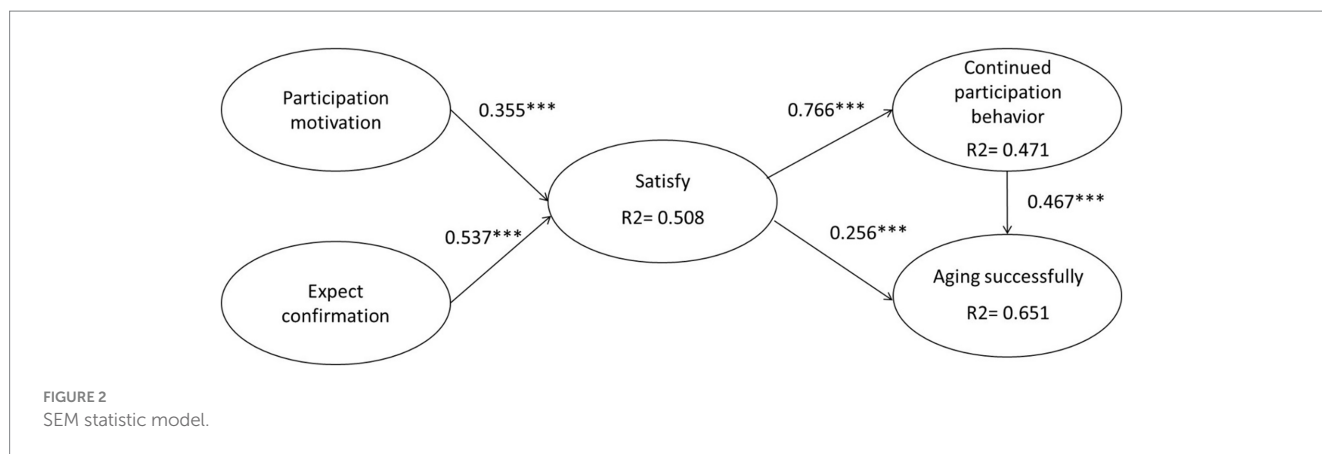 Participation
motivation
0.355***
Expect
confirmation
0.537***
Satisfy
R2= 0.508
0.766***
Continued
participation
behavior
R2= 0.471
0.467***
0.256***
Aging successfully
R2= 0.651
FIGURE 2
SEM statistic model.